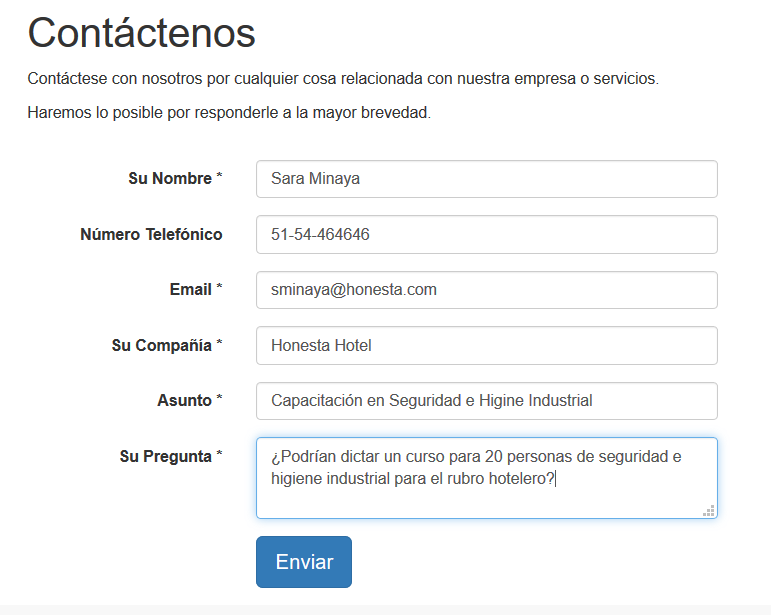 Contáctenos
Contáctese con nosotros por cualquier cosa relacionada con nuestra empresa o servicios.
Haremos lo posible por responderle a la mayor brevedad.
Su Nombre * Sara Minaya
Número Telefónico 51-54-464646
Email * sminaya@honesta.com
Su Compañía * Honesta Hotel
Asunto * Capacitación en Seguridad e Higine Industrial
Su Pregunta * ¿Podrían dictar un curso para 20 personas de seguridad e
higiene industrial para el rubro hotelero?
Enviar